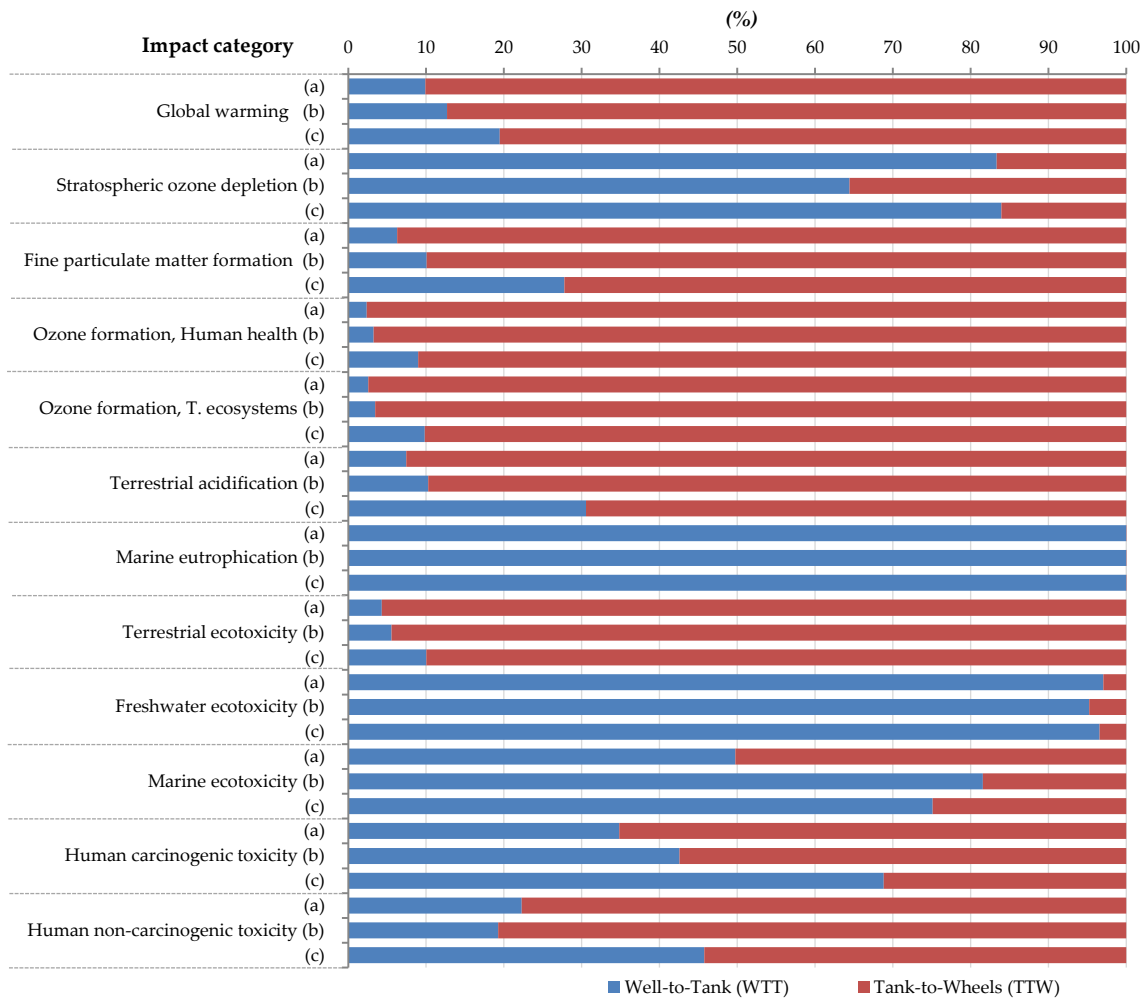 (%)
Impact category 0 10 20 30 40 50 60 70 80 90 100
(a)
Global warming (b)
(c)
(a)
Stratospheric ozone depletion (b)
(c)
(a)
Fine particulate matter formation (b)
(c)
(a)
Ozone formation, Human health (b)
(c)
(a)
Ozone formation, T. ecosystems (b)
(c)
(a)
Terrestrial acidification (b)
(c)
(a)
Marine eutrophication (b)
(c)
(a)
Terrestrial ecotoxicity (b)
(c)
(a)
Freshwater ecotoxicity (b)
(c)
(a)
Marine ecotoxicity (b)
(c)
(a)
Human carcinogenic toxicity (b)
(c)
(a)
Human non-carcinogenic toxicity (b)
(c)
Well-to-Tank (WTT) Tank-to-Wheels (TTW)